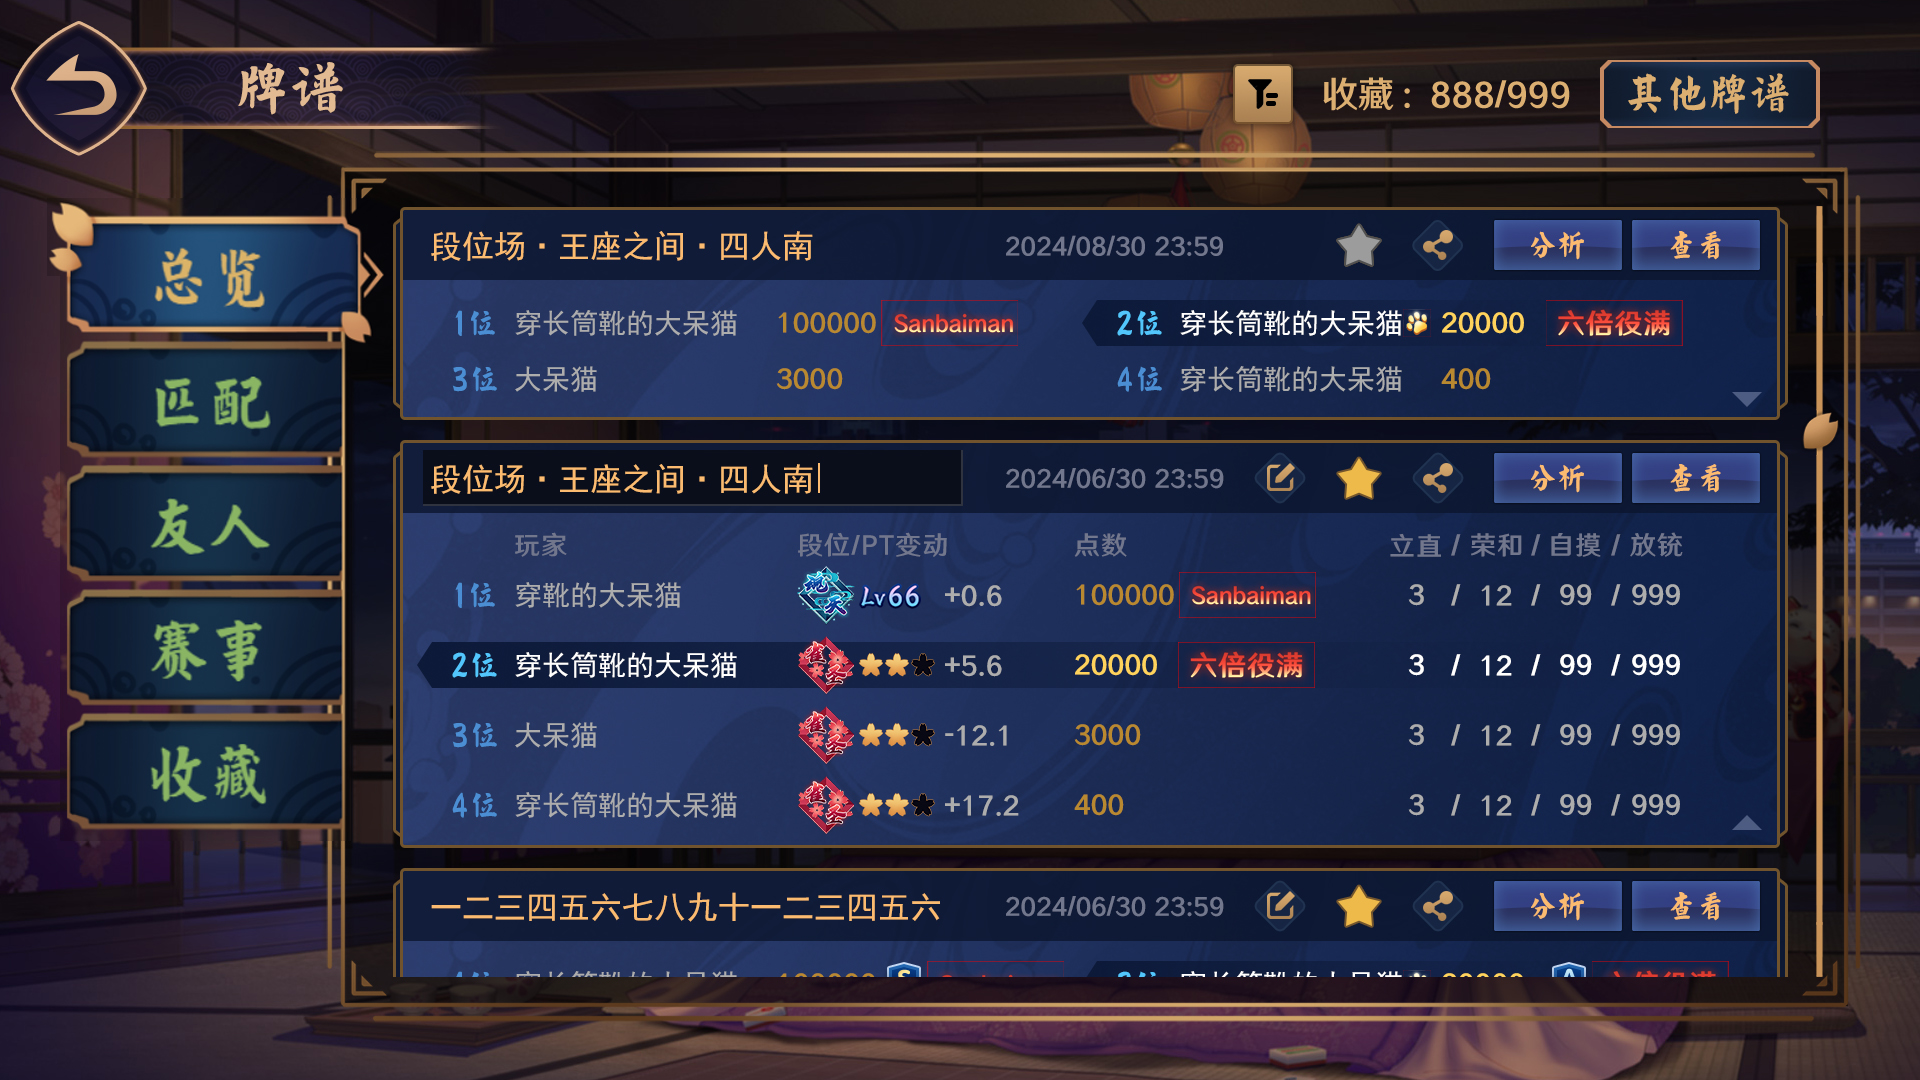 牌谱
收藏：888/999
其他牌谱
总览
匹配
友人
赛事
收藏
段位场·王座之间·四人南 2024/08/30 23:59 分析 查看
1位 穿长筒靴的大呆猫 100000 Sanbaiman 2位 穿长筒靴的大呆猫 20000 六倍役满
3位 大呆猫 3000 4位 穿长筒靴的大呆猫 400
段位场·王座之间·四人南 2024/06/30 23:59 分析 查看
玩家 段位/PT变动 点数 立直 / 荣和 / 自摸 / 放铳
1位 穿靴的大呆猫 魂天 Lv66 +0.6 100000 Sanbaiman 3 / 12 / 99 / 999
2位 穿长筒靴的大呆猫 雀圣 +5.6 20000 六倍役满 3 / 12 / 99 / 999
3位 大呆猫 雀圣 -12.1 3000 3 / 12 / 99 / 999
4位 穿长筒靴的大呆猫 雀圣 +17.2 400 3 / 12 / 99 / 999
一二三四五六七八九十一二三四五六 2024/06/30 23:59 分析 查看